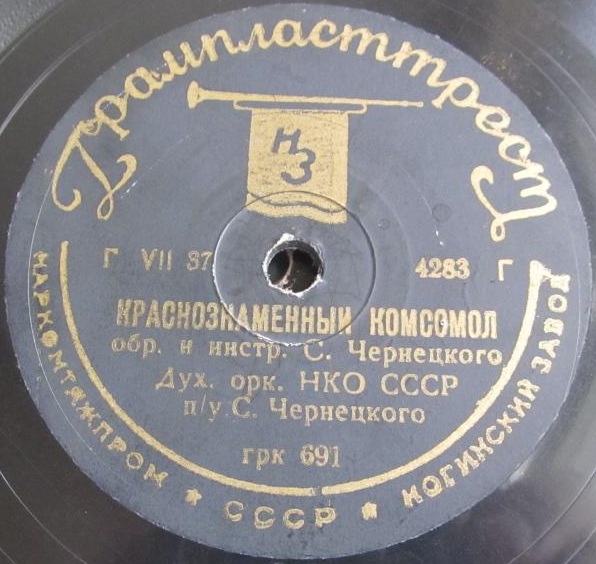 Грампласттрест
НЗ
Г VII 37 4283 Г
КРАСНОЗНАМЕННЫЙ КОМСОМОЛ
обр. и инстр. С. Чернецкого
Дух. орк. НКО СССР
п/у С. Чернецкого
грк 691
НАРКОМТЯЖПРОМ ★ СССР ★ НОГИНСКИЙ ЗАВОД